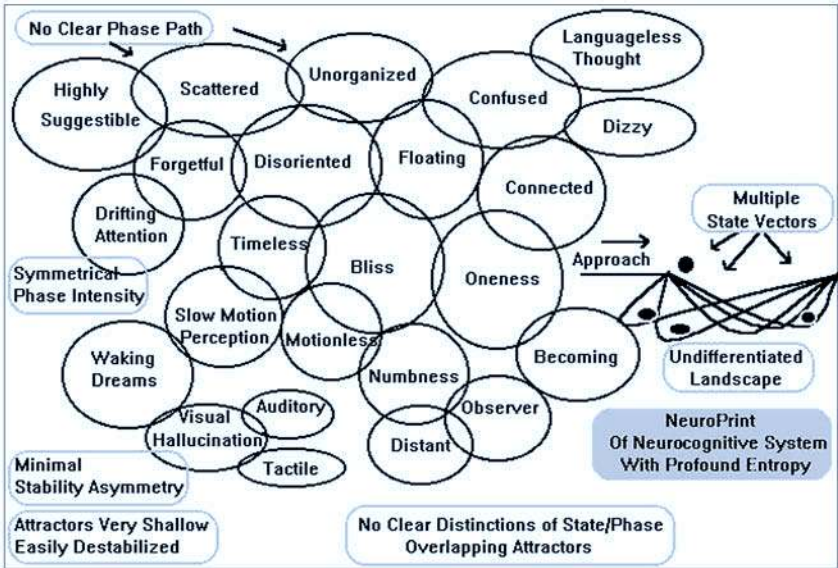 No Clear Phase Path
Languageless
Thought
Unorganized
Highly
Suggestible
Scattered
Confused
Dizzy
Forgetful
Disoriented
Floating
Connected
Multiple
State Vectors
Drifting
Attention
Timeless
Approach
Bliss
Oneness
Symmetrical
Phase Intensity
Slow Motion
Perception
Motionless
Waking
Dreams
Becoming
Undifferentiated
Landscape
Numbness
Auditory
Visual
Hallucination
Observer
Distant
Tactile
NeuroPrint
Of Neurocognitive System
With Profound Entropy
Minimal
Stability Asymmetry
Attractors Very Shallow
Easily Destabilized
No Clear Distinctions of State/Phase
Overlapping Attractors